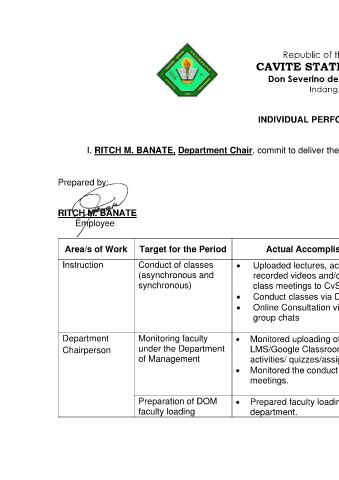 Republic of th
CAVITE STATE
Don Severino de
Indang,
INDIVIDUAL PERFO
I, RITCH M. BANATE, Department Chair, commit to deliver the
Prepared by:
RITCH M. BANATE
Employee
Area/s of Work Target for the Period Actual Accomplis
Instruction Conduct of classes (asynchronous and synchronous)
• Uploaded lectures, ac
recorded videos and/o
class meetings to CvS
• Conduct classes via D
• Online Consultation vi
group chats
Department Chairperson
Monitoring faculty under the Department of Management
• Monitored uploading of
LMS/Google Classroom
activities/ quizzes/assig
• Monitored the conduct
meetings.
Preparation of DOM faculty loading
• Prepared faculty loadin
department.